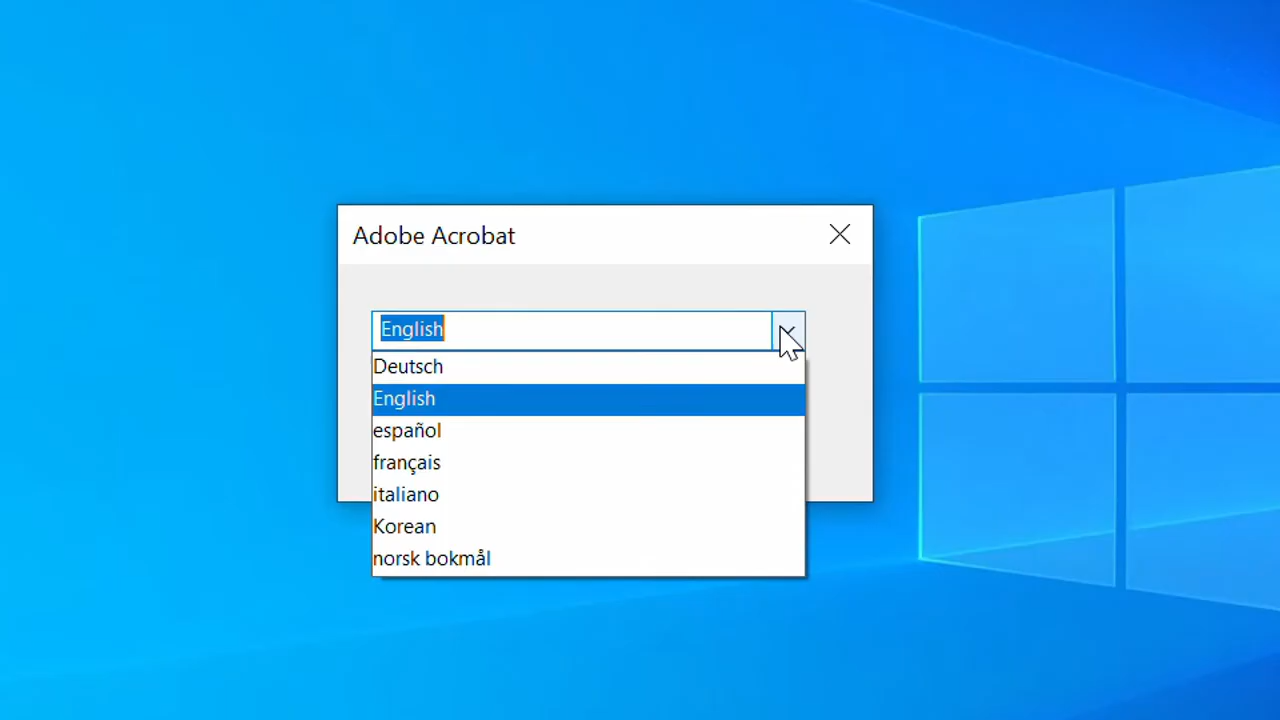 Adobe Acrobat
English
Deutsch
English
español
français
italiano
Korean
norsk bokmål